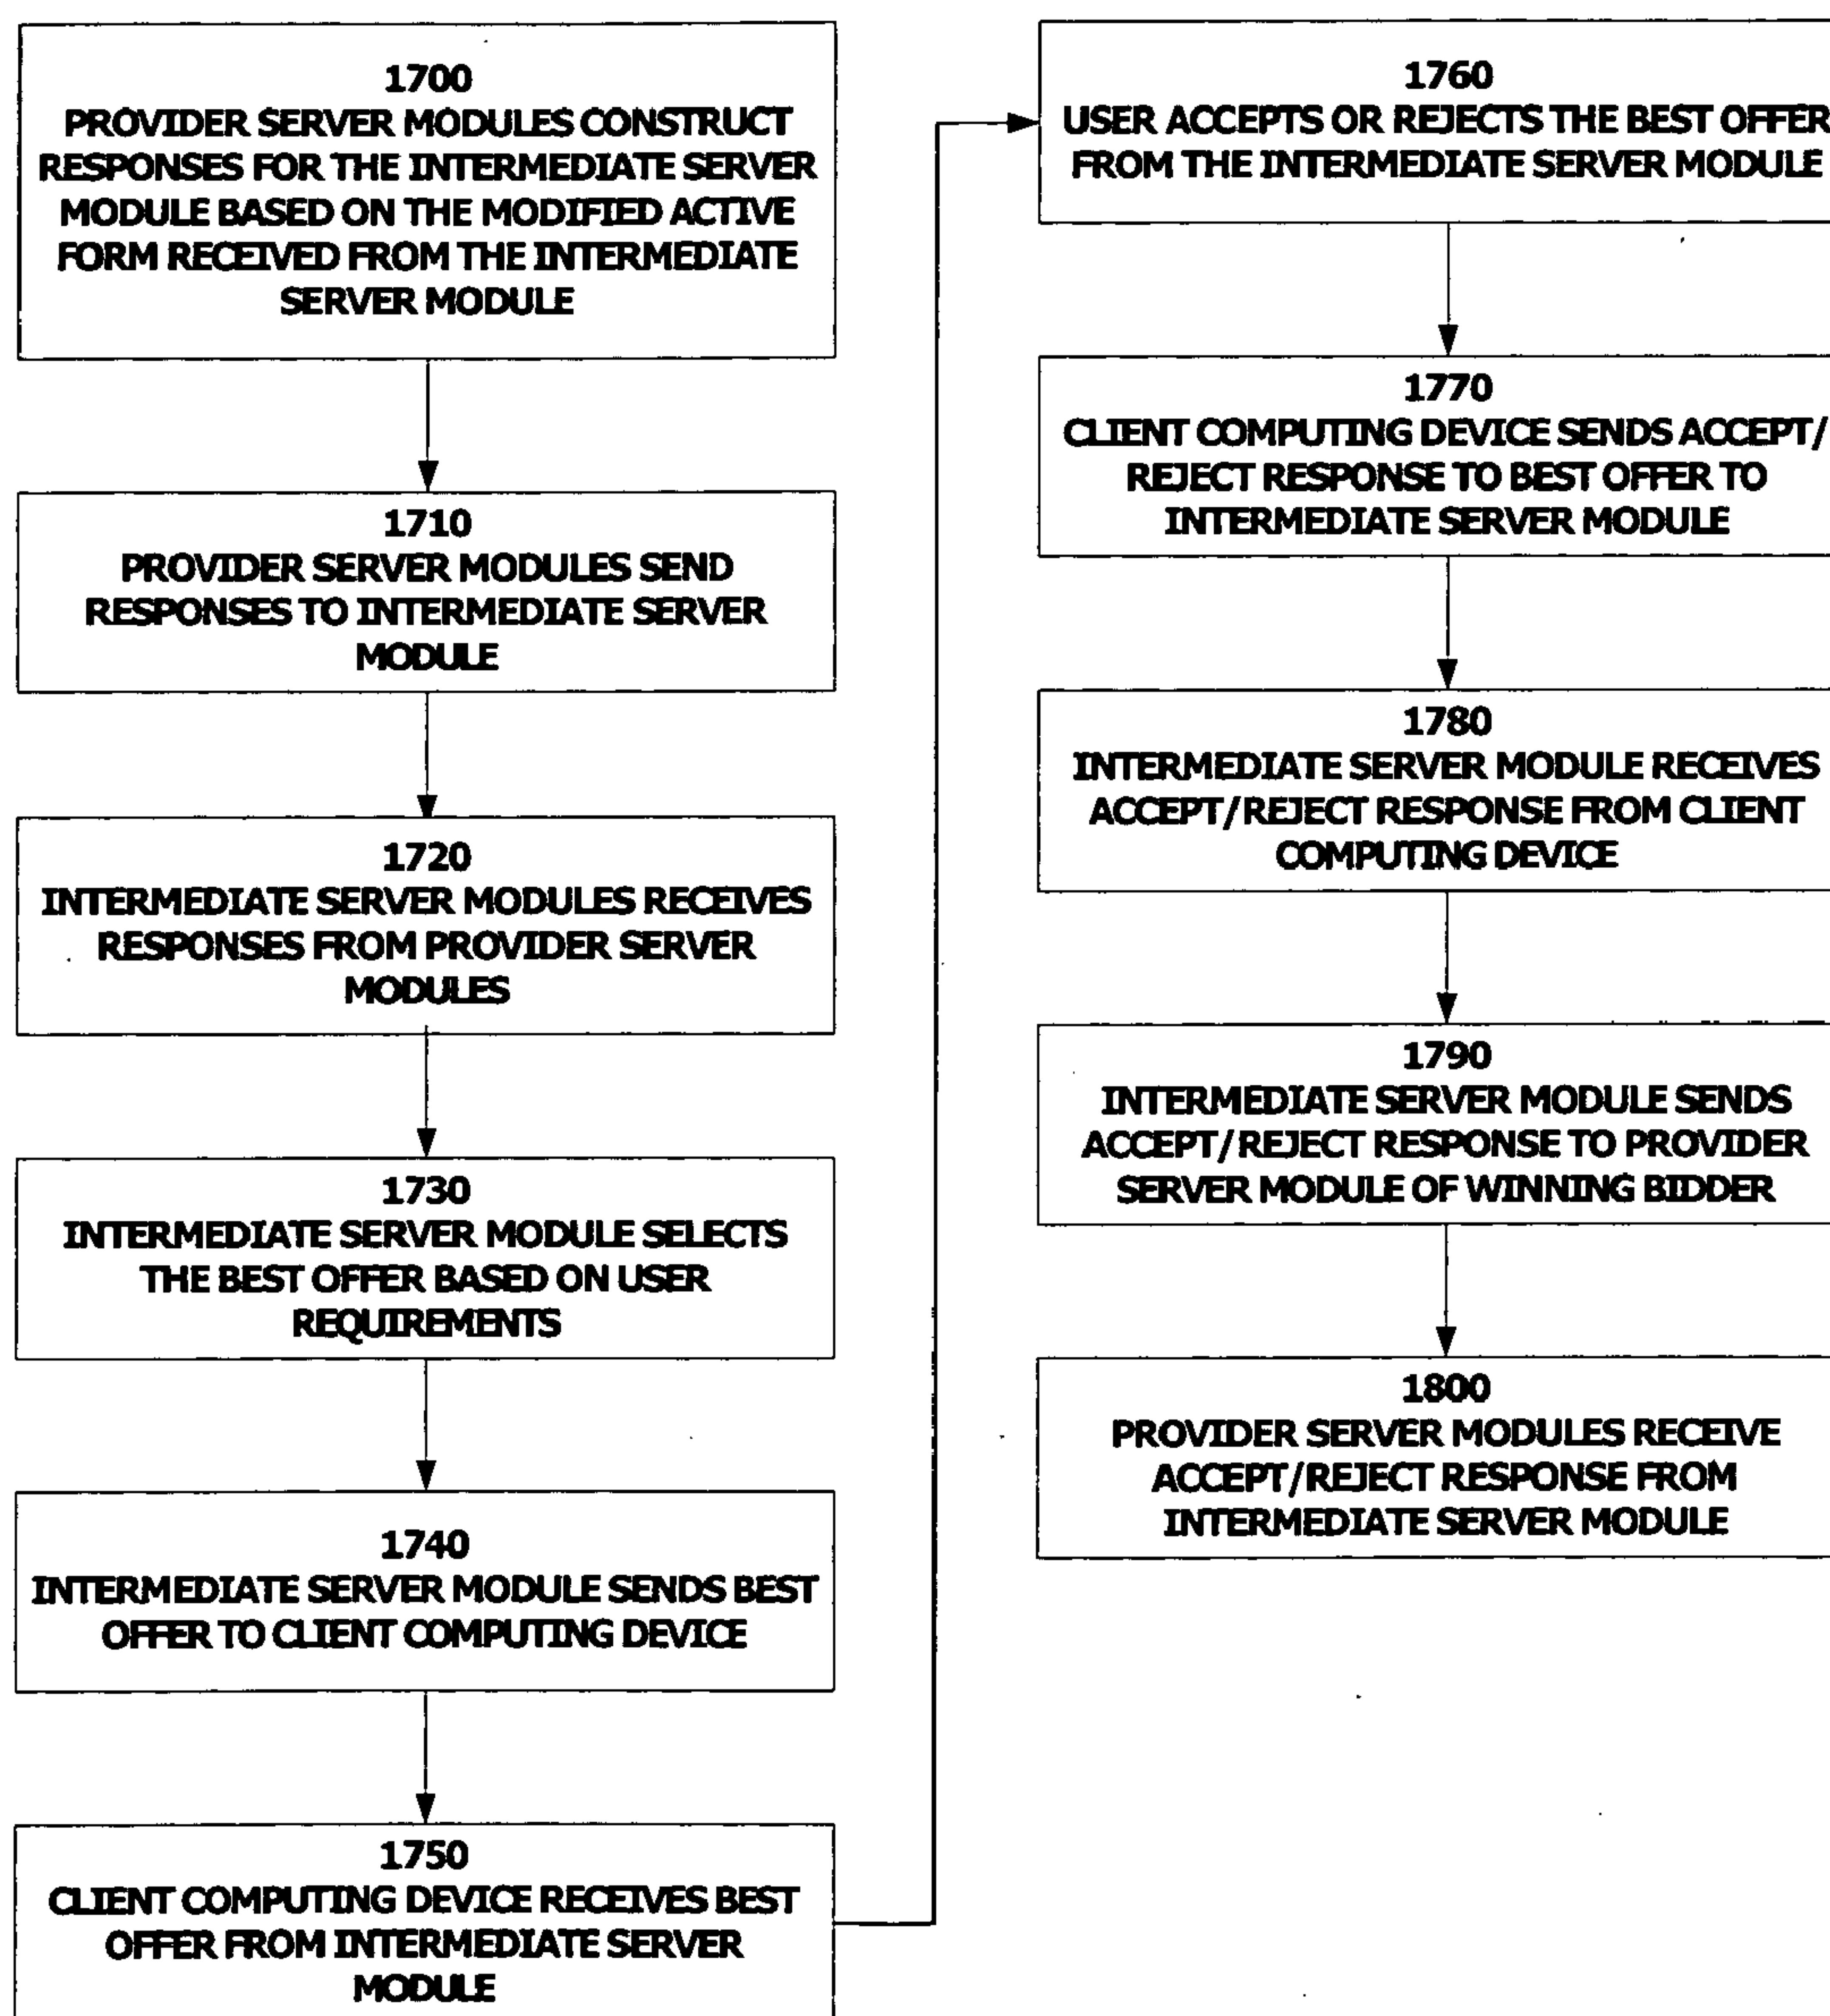 1700
PROVIDER SERVER MODULES CONSTRUCT
RESPONSES FOR THE INTERMEDIATE SERVER
MODULE BASED ON THE MODIFIED ACTIVE
FORM RECEIVED FROM THE INTERMEDIATE
SERVER MODULE
1710
PROVIDER SERVER MODULES SEND
RESPONSES TO INTERMEDIATE SERVER
MODULE
1720
INTERMEDIATE SERVER MODULES RECEIVES
RESPONSES FROM PROVIDER SERVER
MODULES
1730
INTERMEDIATE SERVER MODULE SELECTS
THE BEST OFFER BASED ON USER
REQUIREMENTS
1740
INTERMEDIATE SERVER MODULE SENDS BEST
OFFER TO CLIENT COMPUTING DEVICE
1750
CLIENT COMPUTING DEVICE RECEIVES BEST
OFFER FROM INTERMEDIATE SERVER
MODULE
1760
USER ACCEPTS OR REJECTS THE BEST OFFER
FROM THE INTERMEDIATE SERVER MODULE
1770
CLIENT COMPUTING DEVICE SENDS ACCEPT/
REJECT RESPONSE TO BEST OFFER TO
INTERMEDIATE SERVER MODULE
1780
INTERMEDIATE SERVER MODULE RECEIVES
ACCEPT/REJECT RESPONSE FROM CLIENT
COMPUTING DEVICE
1790
INTERMEDIATE SERVER MODULE SENDS
ACCEPT/REJECT RESPONSE TO PROVIDER
SERVER MODULE OF WINNING BIDDER
1800
PROVIDER SERVER MODULES RECEIVE
ACCEPT/REJECT RESPONSE FROM
INTERMEDIATE SERVER MODULE